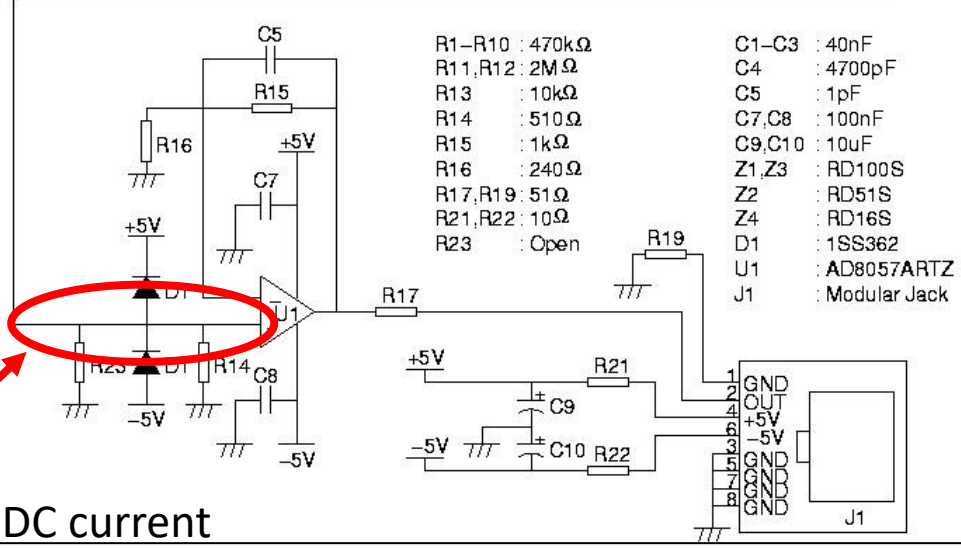 C5
R15
R16
+5V
C7
+5V
D1
U1
R17
R19
R23
D1
R14
C8
-5V
-5V
+5V
R21
C9
-5V
C10
R22
R1-R10 : 470kΩ
R11,R12 : 2MΩ
R13 : 10kΩ
R14 : 510Ω
R15 : 1kΩ
R16 : 240Ω
R17,R19 : 51Ω
R21,R22 : 10Ω
R23 : Open
C1-C3 : 40nF
C4 : 4700pF
C5 : 1pF
C7,C8 : 100nF
C9,C10 : 10uF
Z1,Z3 : RD100S
Z2 : RD51S
Z4 : RD16S
D1 : 1SS362
U1 : AD8057ARTZ
J1 : Modular Jack
1 GND
2 OUT
4 +5V
6 -5V
3 GND
5 GND
7 GND
8 GND
J1
DC current